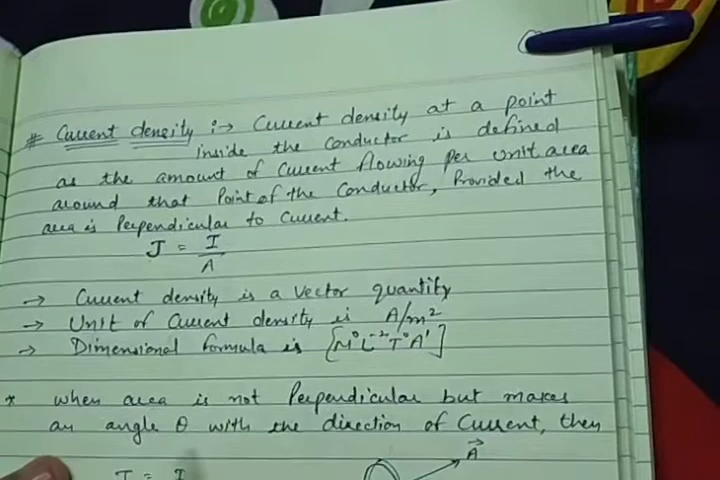 # Current density :→ Current density at a point
inside the conductor is defined
as the amount of current flowing per unit area
around that point of the conductor, Provided the
area is perpendicular to current.
J = I/A
→ Current density is a vector quantity
→ Unit of Current density is A/m²
→ Dimensional formula is [M⁰L⁻²T⁰A¹]
* when area is not Perpendicular but makes
an angle θ with the direction of Current, then
J = I
A⃗